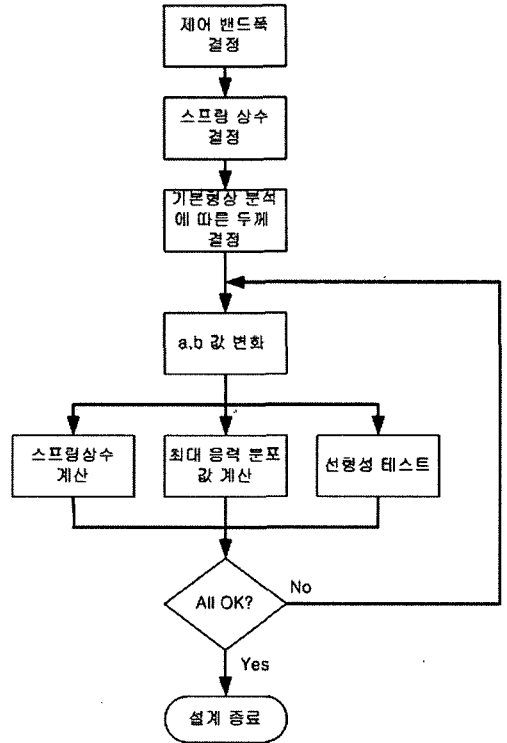 제어 밴드폭
결정
스프링 상수
결정
기본형상 분석
에 따른 두께
결정
a,b 값 변화
스프링상수
계산
최대 응력 분포
값 계산
선형성 테스트
All OK?
No
Yes
설계 종료